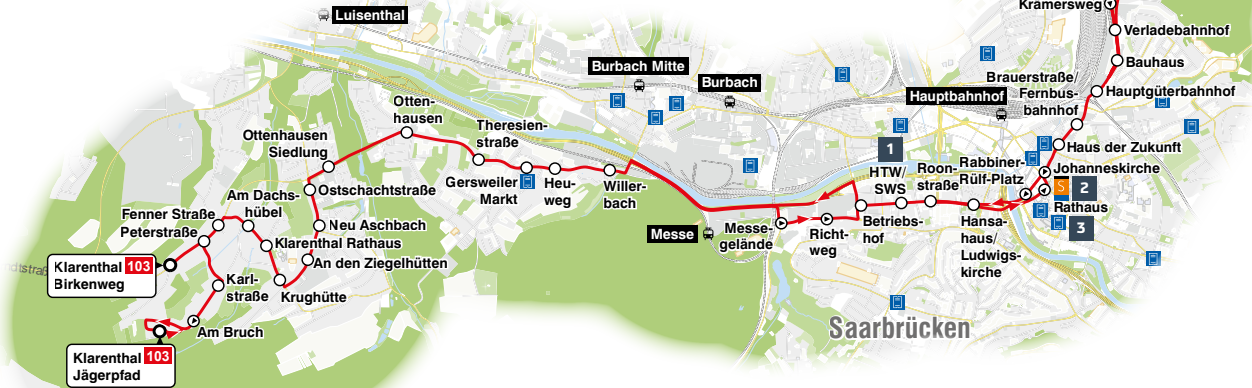 Kramersweg
Luisenthal
Verladebahnhof
Burbach Mitte
Bauhaus
Burbach
Brauerstraße/
Fernbus-
bahnhof
Hauptgüterbahnhof
Hauptbahnhof
Otten-
hausen
Theresien-
straße
Ottenhausen
Siedlung
1
Haus der Zukunft
HTW/
SWS
Roon-
straße
Rabbiner-
Rülf-Platz
Johanneskirche
Gersweiler
Markt
Heu-
weg
Willer-
bach
S
2
Rathaus
3
Ostschachtstraße
Am Dachs-
hübel
Fenner Straße
Peterstraße
Neu Aschbach
Klarenthal Rathaus
An den Ziegelhütten
Messe
Messe-
gelände
Richt-
weg
Betriebs-
hof
Hansa-
haus/
Ludwigs-
kirche
Klarenthal 103
Birkenweg
Karl-
straße
Krughütte
Am Bruch
Saarbrücken
Klarenthal 103
Jägerpfad